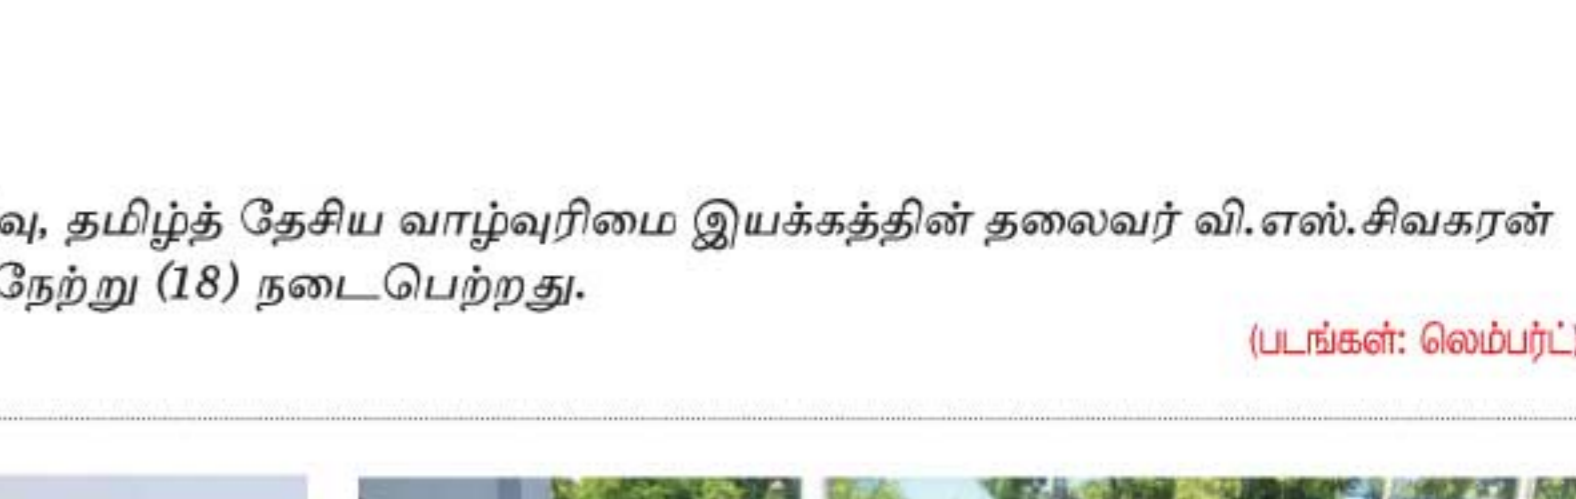 வு, தமிழ்த் தேசிய வாழ்வுரிமை இயக்கத்தின் தலைவர் வி.எஸ்.சிவகரன்
நேற்று (18) நடைபெற்றது.
(படங்கள்: லெம்பர்ட்)